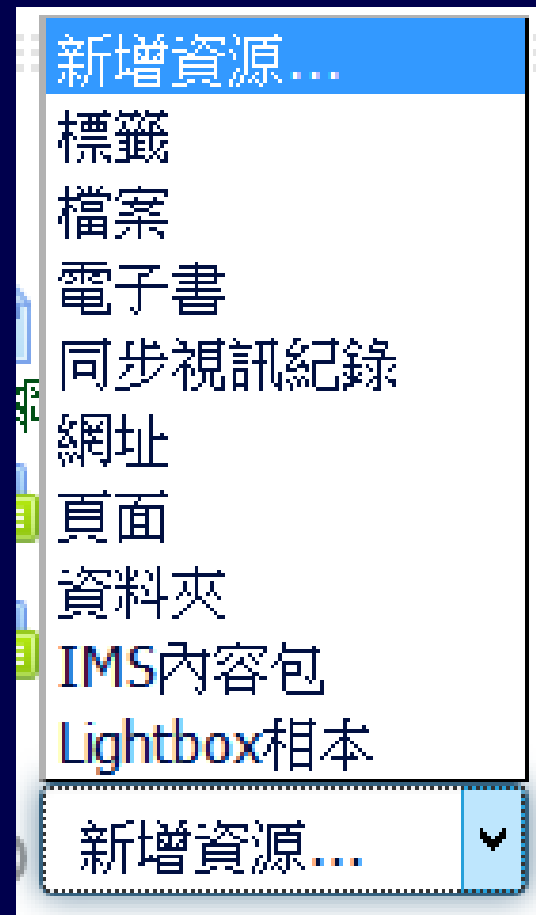 新增資源...
標籤
檔案
電子書
同步視訊紀錄
網址
頁面
資料夾
IMS內容包
Lightbox相本
新增資源...